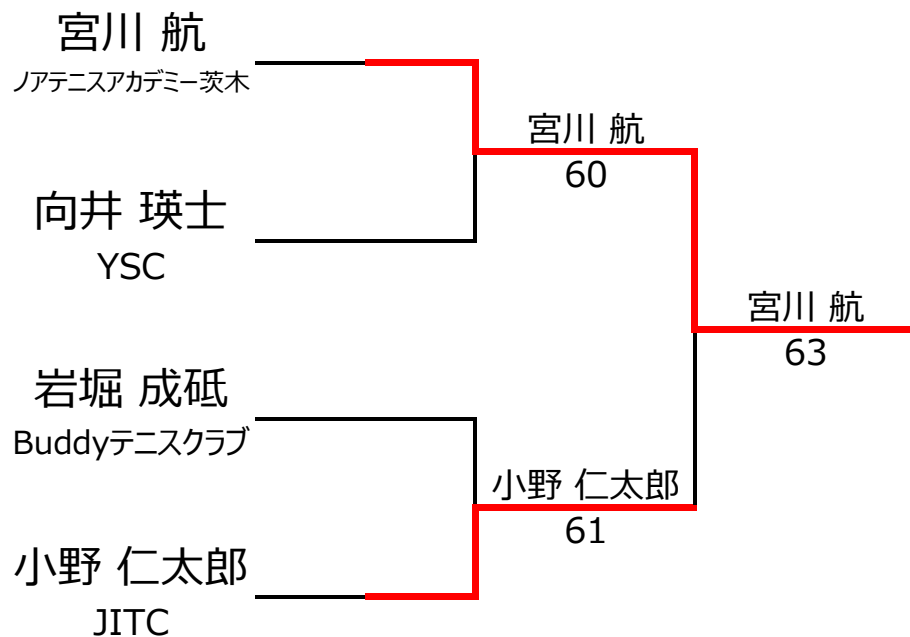 宮川 航
ノアテニスアカデミー茨木
宮川 航
60
向井 瑛士
YSC
宮川 航
63
岩堀 成砥
Buddyテニスクラブ
小野 仁太郎
61
小野 仁太郎
JITC